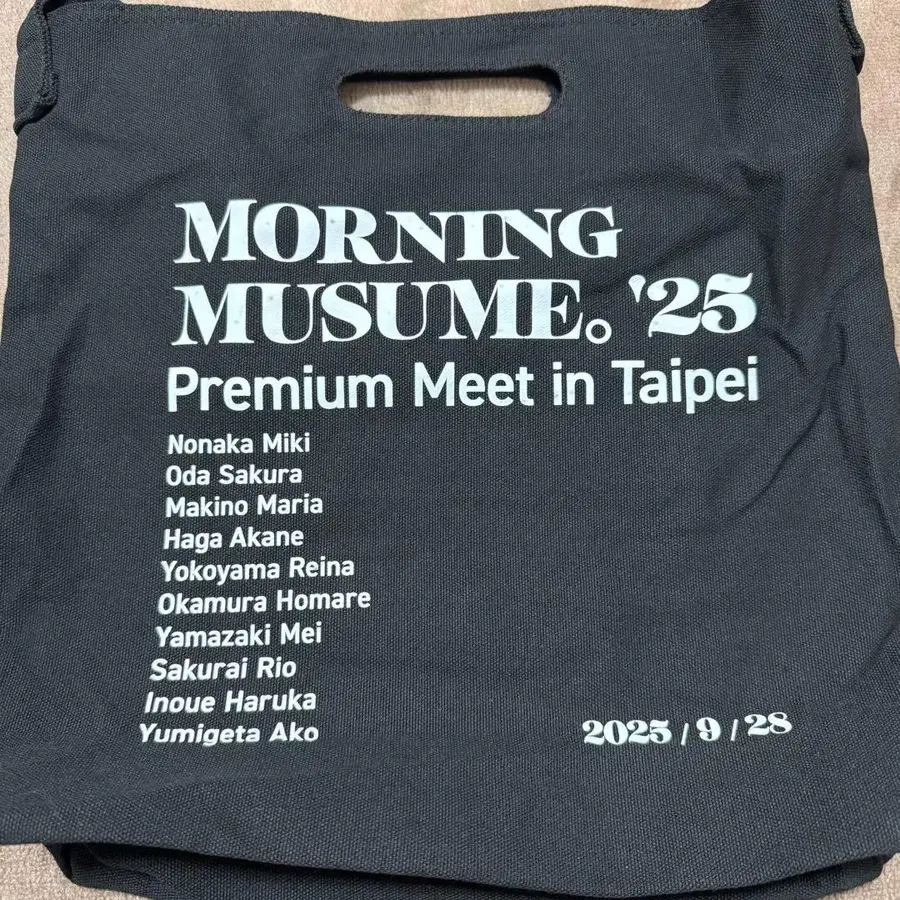 MORNING
MUSUME。'25
Premium Meet in Taipei
Nonaka Miki
Oda Sakura
Makino Maria
Haga Akane
Yokoyama Reina
Okamura Homare
Yamazaki Mei
Sakurai Rio
Inoue Haruka
Yumigeta Ako
2025 / 9 / 28